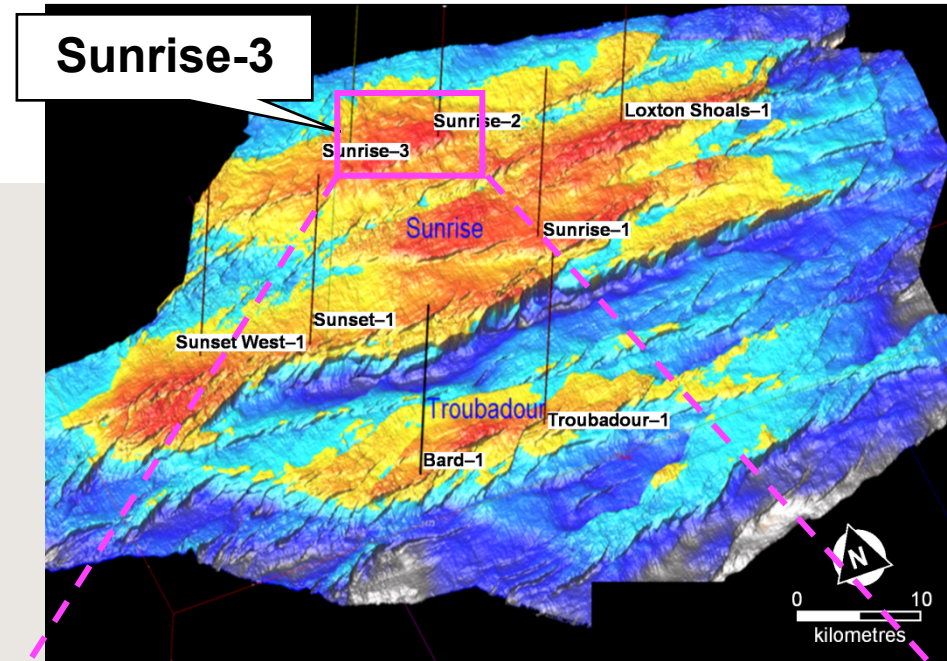 Sunrise-3
Loxton Shoals–1
Sunrise–2
Sunrise–3
Sunrise
Sunrise–1
Sunset–1
Sunset West–1
Troubadour
Troubadour–1
Bard–1
N
0 10
kilometres